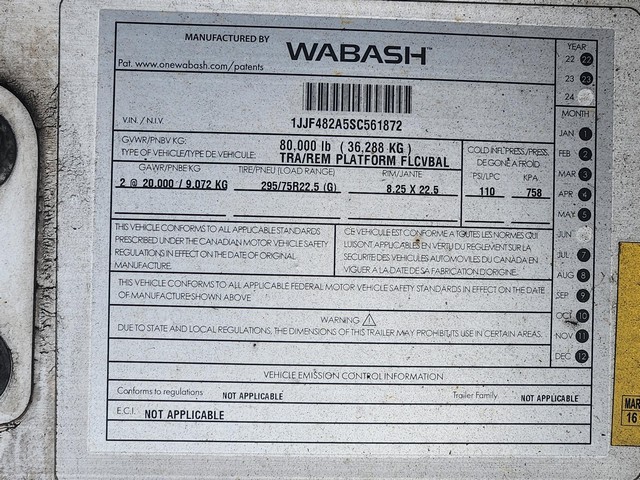 MANUFACTURED BY WABASH™
Pat. www.onewabash.com/patents
V.I.N. / N.I.V. 1JJF482A5SC561872
GVWR/PNBV KG: 80,000 lb ( 36,288 KG )
TYPE OF VEHICLE/TYPE DE VEHICULE: TRA/REM PLATFORM FLCVBAL
GAWR/PNBE KG TIRE/PNEU (LOAD RANGE) RIM/JANTE
2 @ 20,000 / 9,072 KG 295/75R22.5 (G) 8.25 X 22.5
COLD INFL. PRESS./PRESS.
DE GONF. A FROID
PSI/LPC KPA
110 758
THIS VEHICLE CONFORMS TO ALL APPLICABLE STANDARDS
PRESCRIBED UNDER THE CANADIAN MOTOR VEHICLE SAFETY
REGULATIONS IN EFFECT ON THE DATE OF ORIGINAL
MANUFACTURE.
CE VEHICULE EST CONFORME A TOUTES LES NORMES QUI
LUI SONT APPLICABLES EN VERTU DU REGLEMENT SUR LA
SECURITE DES VEHICULES AUTOMOBILES DU CANADA EN
VIGUER A LA DATE DE SA FABRICATION D'ORIGINE.
THIS VEHICLE CONFORMS TO ALL APPLICABLE FEDERAL MOTOR VEHICLE SAFETY STANDARDS IN EFFECT ON THE DATE
OF MANUFACTURE SHOWN ABOVE
WARNING
DUE TO STATE AND LOCAL REGULATIONS, THE DIMENSIONS OF THIS TRAILER MAY PROHIBIT ITS USE IN CERTAIN AREAS.
VEHICLE EMISSION CONTROL INFORMATION
Conforms to regulations NOT APPLICABLE Trailer Family NOT APPLICABLE
E.C.I. NOT APPLICABLE
YEAR
22 22
23 23
24
MONTH
JAN 1
FEB 2
MAR 3
APR 4
MAY 5
JUN
JUL 7
AUG 8
SEP 9
OCT 10
NOV 11
DEC 12
MAR
16